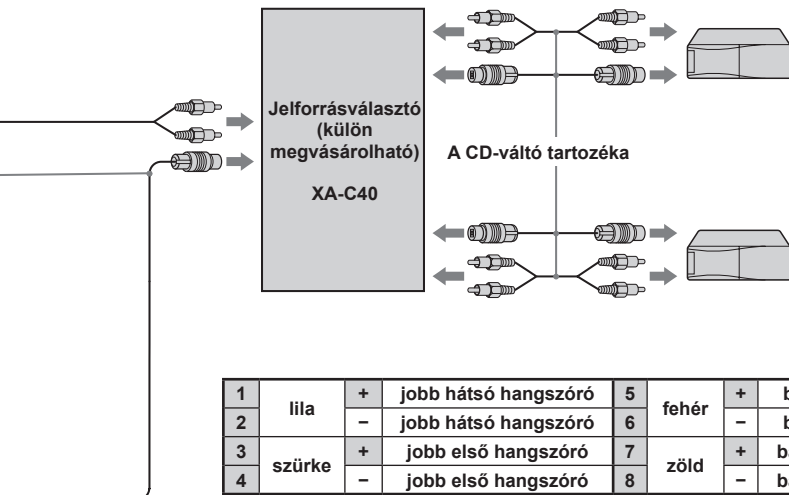 Jelforrásválasztó
(külön
megvásárolható)
XA-C40
A CD-váltó tartozéka
1 lila + jobb hátsó hangszóró 5 fehér +
2 – jobb hátsó hangszóró 6 –
3 szürke + jobb első hangszóró 7 zöld +
4 – jobb első hangszóró 8 –